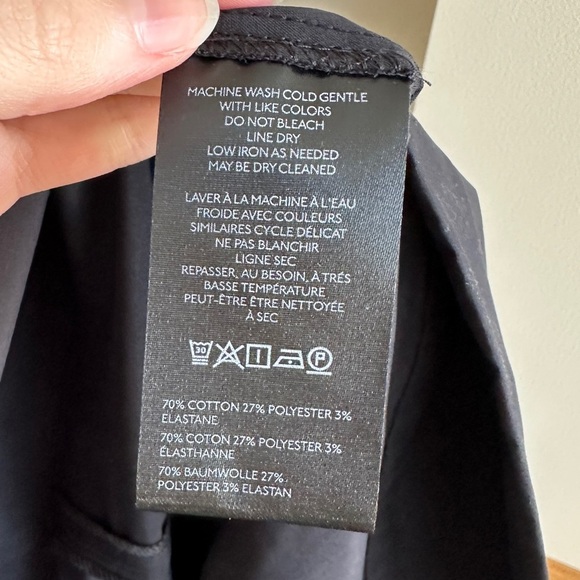 MACHINE WASH COLD GENTLE
WITH LIKE COLORS
DO NOT BLEACH
LINE DRY
LOW IRON AS NEEDED
MAY BE DRY CLEANED
LAVER À LA MACHINE À L'EAU
FROIDE AVEC COULEURS
SIMILAIRES CYCLE DÉLICAT
NE PAS BLANCHIR
LIGNE SEC
REPASSER, AU BESOIN, À TRÉS
BASSE TEMPÉRATURE
PEUT-ÊTRE ÊTRE NETTOYÉE
À SEC
30 P
70% COTTON 27% POLYESTER 3%
ELASTANE
70% COTON 27% POLYESTER 3%
ÉLASTHANNE
70% BAUMWOLLE 27%
POLYESTER 3% ELASTAN